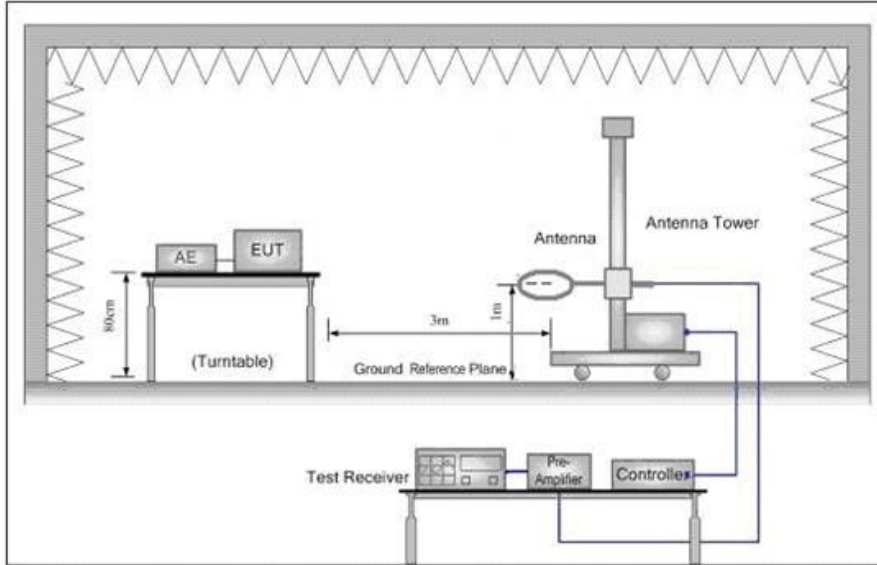 AE
EUT
80cm
(Turntable)
3m
1m
Antenna
Antenna Tower
Ground Reference Plane
Test Receiver
Pre-
Amplifier
Controller